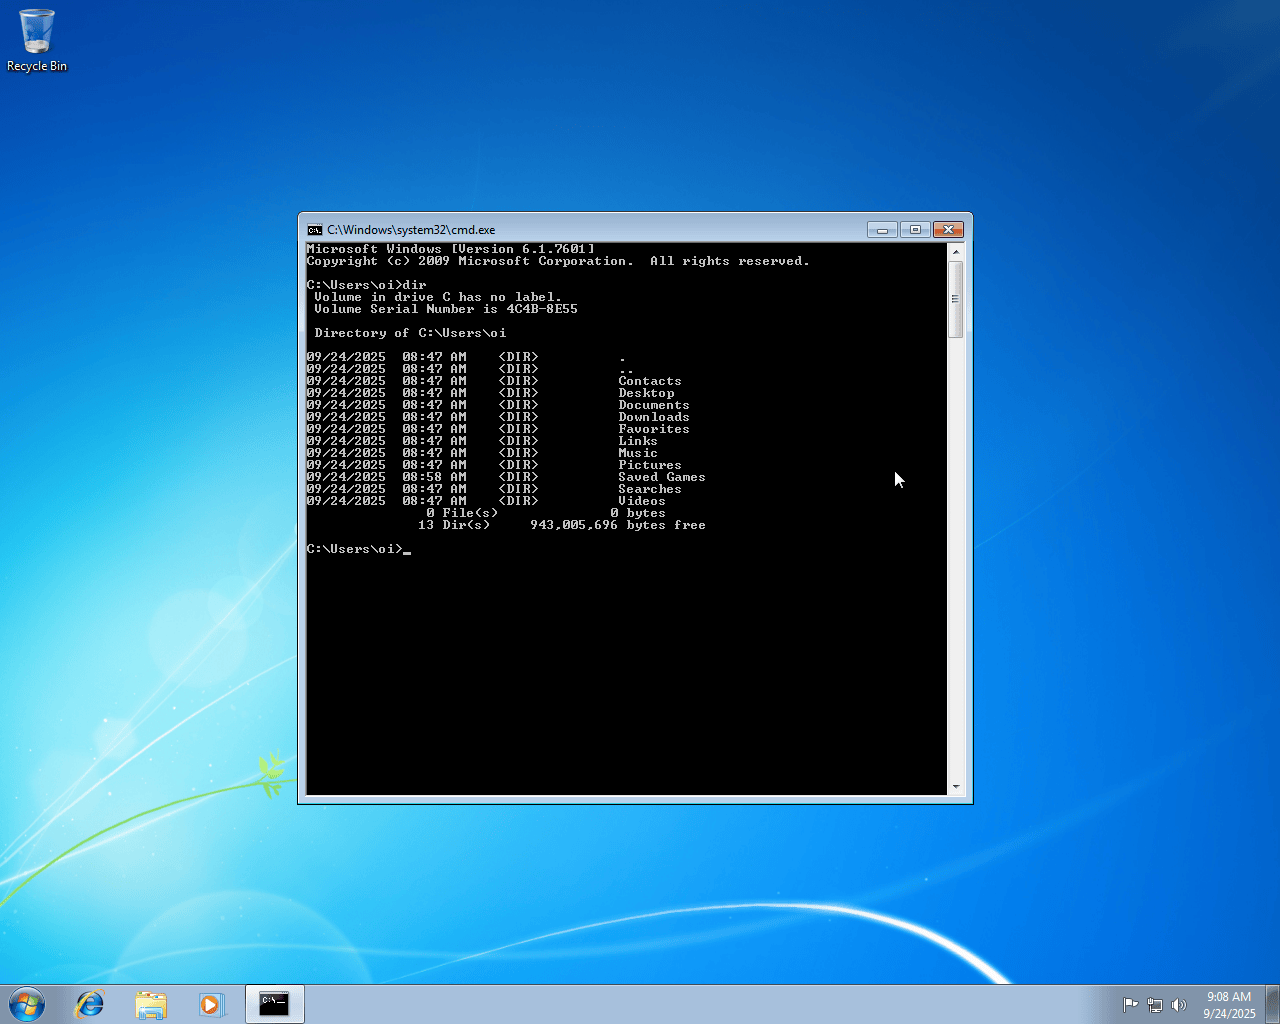 Recycle Bin
C:\Windows\system32\cmd.exe
Microsoft Windows [Version 6.1.7601]
Copyright (c) 2009 Microsoft Corporation.  All rights reserved.
C:\Users\oi>dir
 Volume in drive C has no label.
 Volume Serial Number is 4C4B-8E55
 Directory of C:\Users\oi
09/24/2025  08:47 AM    <DIR>          .
09/24/2025  08:47 AM    <DIR>          ..
09/24/2025  08:47 AM    <DIR>          Contacts
09/24/2025  08:47 AM    <DIR>          Desktop
09/24/2025  08:47 AM    <DIR>          Documents
09/24/2025  08:47 AM    <DIR>          Downloads
09/24/2025  08:47 AM    <DIR>          Favorites
09/24/2025  08:47 AM    <DIR>          Links
09/24/2025  08:47 AM    <DIR>          Music
09/24/2025  08:47 AM    <DIR>          Pictures
09/24/2025  08:58 AM    <DIR>          Saved Games
09/24/2025  08:47 AM    <DIR>          Searches
09/24/2025  08:47 AM    <DIR>          Videos
               0 File(s)              0 bytes
              13 Dir(s)     943,005,696 bytes free
C:\Users\oi>_
C:\.
C:\_
9:08 AM
9/24/2025